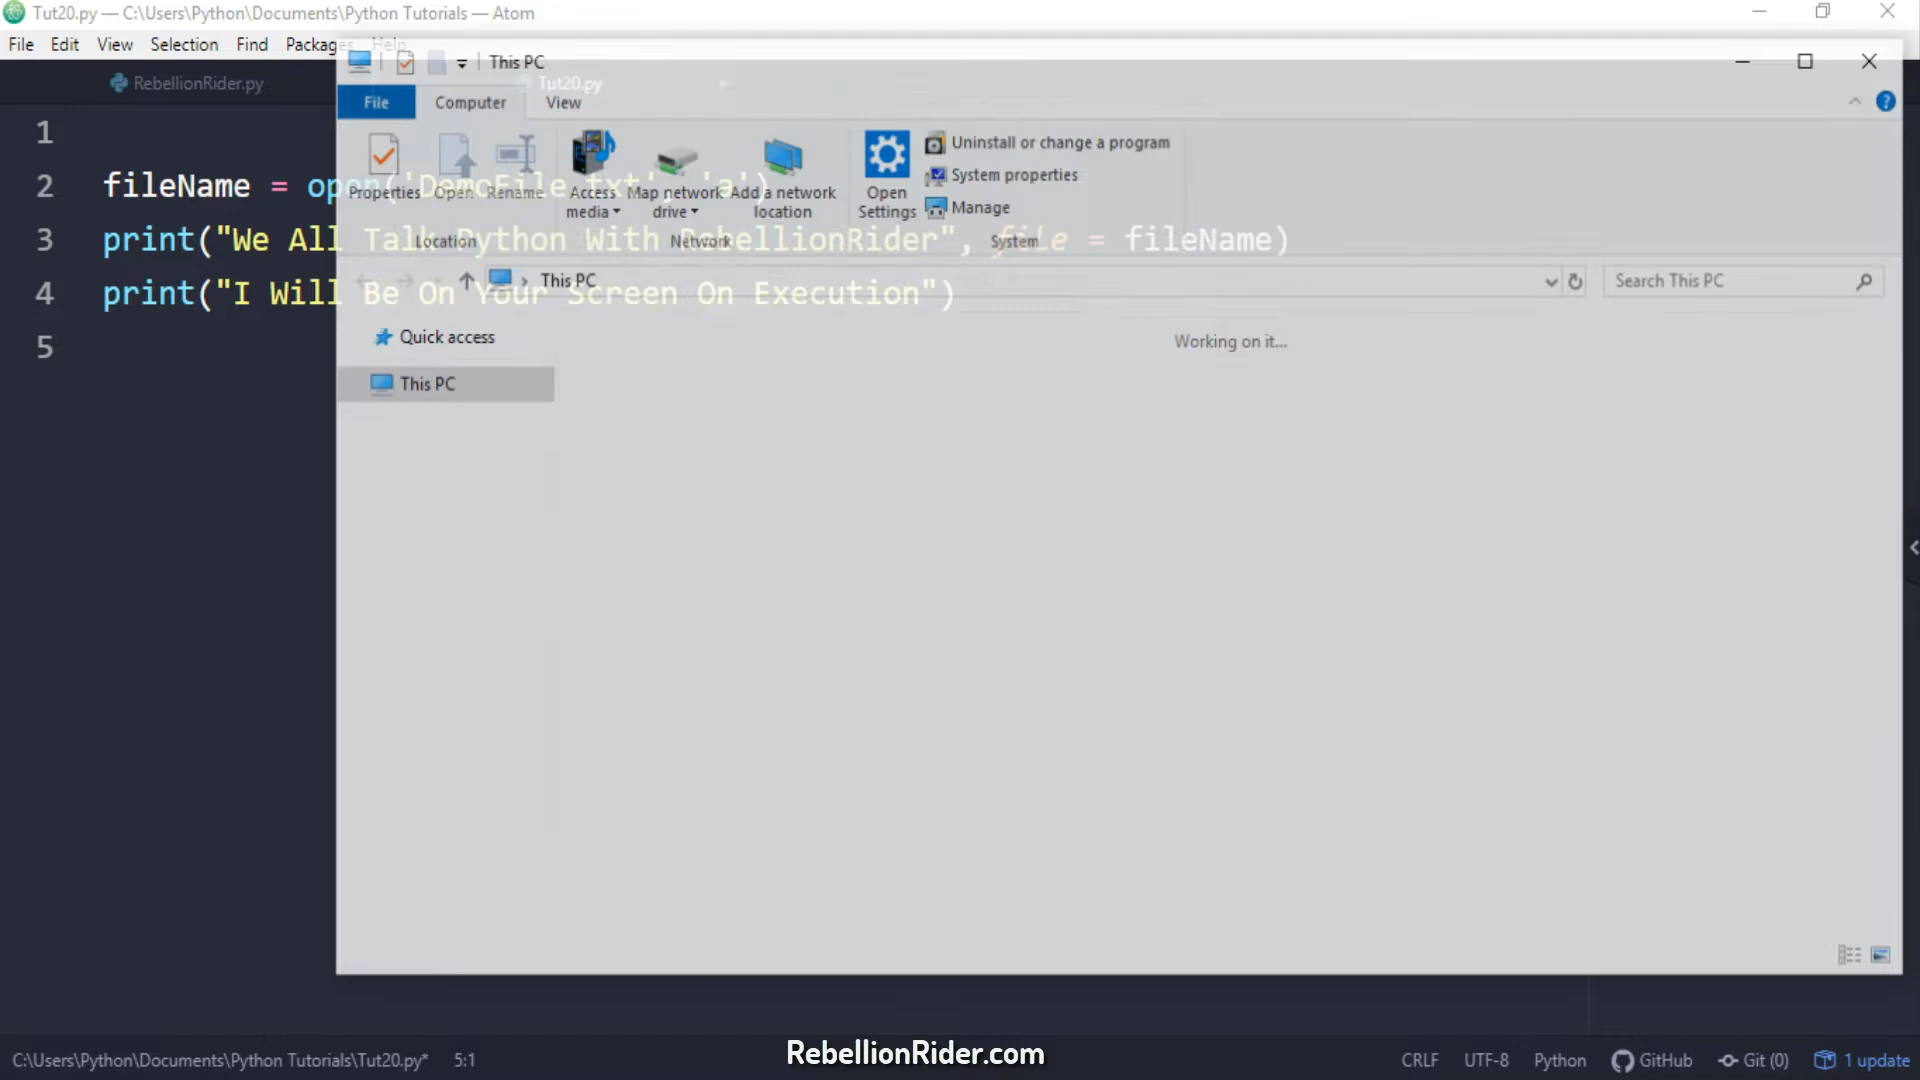 Tut20.py — C:\Users\Python\Documents\Python Tutorials — Atom
File Edit View Selection Find Packages Help
This PC
RebellionRider.py
Tut20.py
File Computer View
1
2 fileName = open('DemoFile.txt', 'a')
3 print("We All Talk Python With RebellionRider", file = fileName)
4 print("I Will Be On Your Screen On Execution")
5
Properties Open Rename
Access media
Map network drive
Add a network location
Open Settings
Uninstall or change a program
System properties
Manage
Location
Network
System
This PC
Search This PC
Quick access
Working on it...
This PC
C:\Users\Python\Documents\Python Tutorials\Tut20.py* 5:1
RebellionRider.com
CRLF UTF-8 Python GitHub Git (0) 1 update